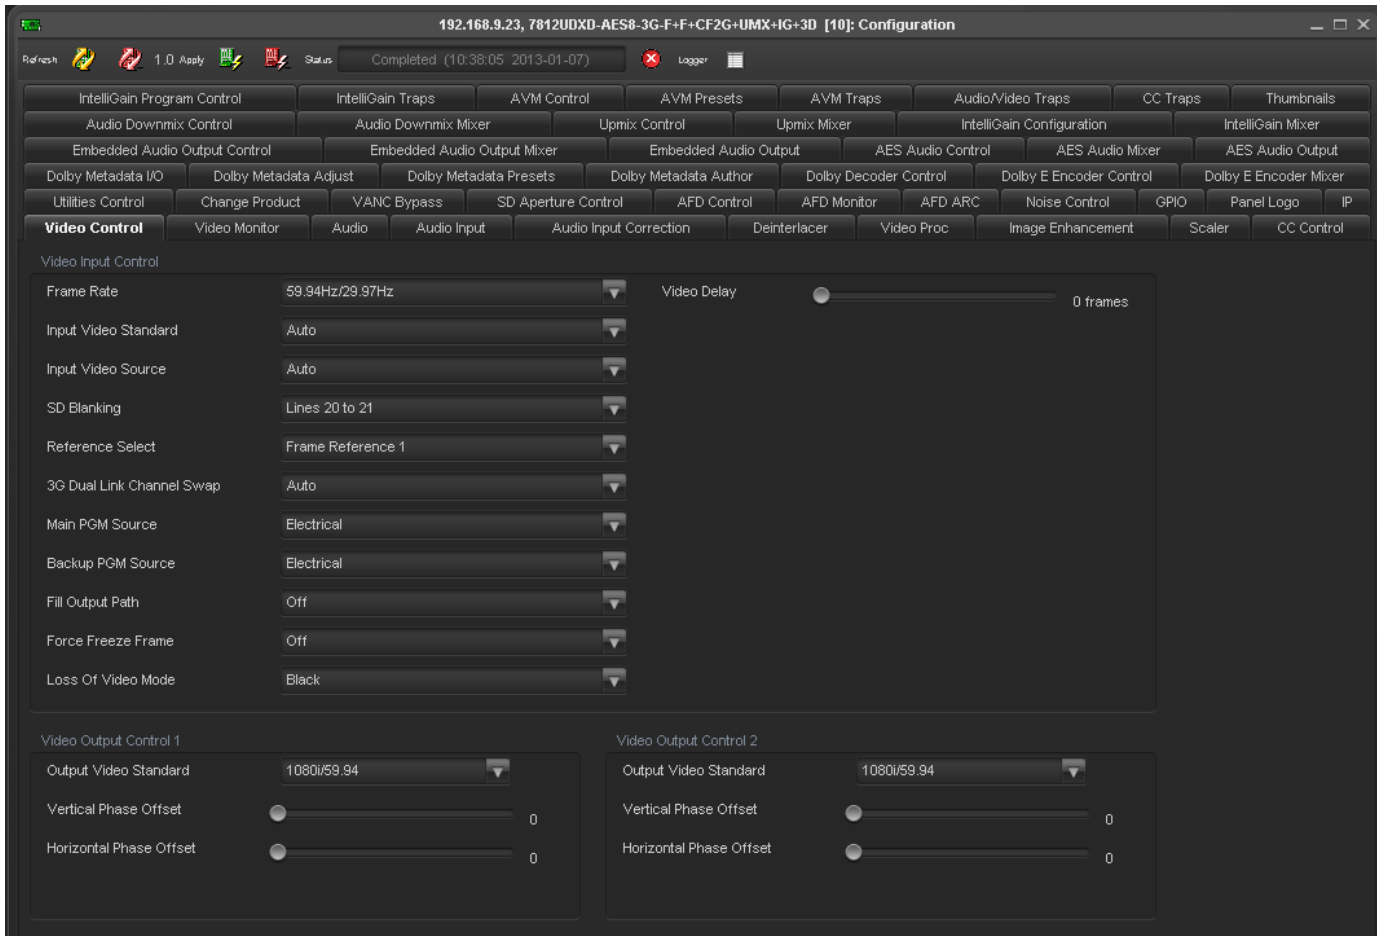 192.168.9.23, 7812UDXD-AES8-3G-F+F+CF2G+UMX+IG+3D [10]: Configuration
Refresh 1.0 Apply Status Completed (10:38:05 2013-01-07) Logger
IntelliGain Program Control IntelliGain Traps AVM Control AVM Presets AVM Traps Audio/Video Traps CC Traps Thumbnails
Audio Downmix Control Audio Downmix Mixer Upmix Control Upmix Mixer IntelliGain Configuration IntelliGain Mixer
Embedded Audio Output Control Embedded Audio Output Mixer Embedded Audio Output AES Audio Control AES Audio Mixer AES Audio Output
Dolby Metadata I/O Dolby Metadata Adjust Dolby Metadata Presets Dolby Metadata Author Dolby Decoder Control Dolby E Encoder Control Dolby E Encoder Mixer
Utilities Control Change Product VANC Bypass SD Aperture Control AFD Control AFD Monitor AFD ARC Noise Control GPIO Panel Logo IP
Video Control Video Monitor Audio Audio Input Audio Input Correction Deinterlacer Video Proc Image Enhancement Scaler CC Control
Video Input Control
Frame Rate 59.94Hz/29.97Hz Video Delay 0 frames
Input Video Standard Auto
Input Video Source Auto
SD Blanking Lines 20 to 21
Reference Select Frame Reference 1
3G Dual Link Channel Swap Auto
Main PGM Source Electrical
Backup PGM Source Electrical
Fill Output Path Off
Force Freeze Frame Off
Loss Of Video Mode Black
Video Output Control 1 Video Output Control 2
Output Video Standard 1080i/59.94 Output Video Standard 1080i/59.94
Vertical Phase Offset 0 Vertical Phase Offset 0
Horizontal Phase Offset 0 Horizontal Phase Offset 0